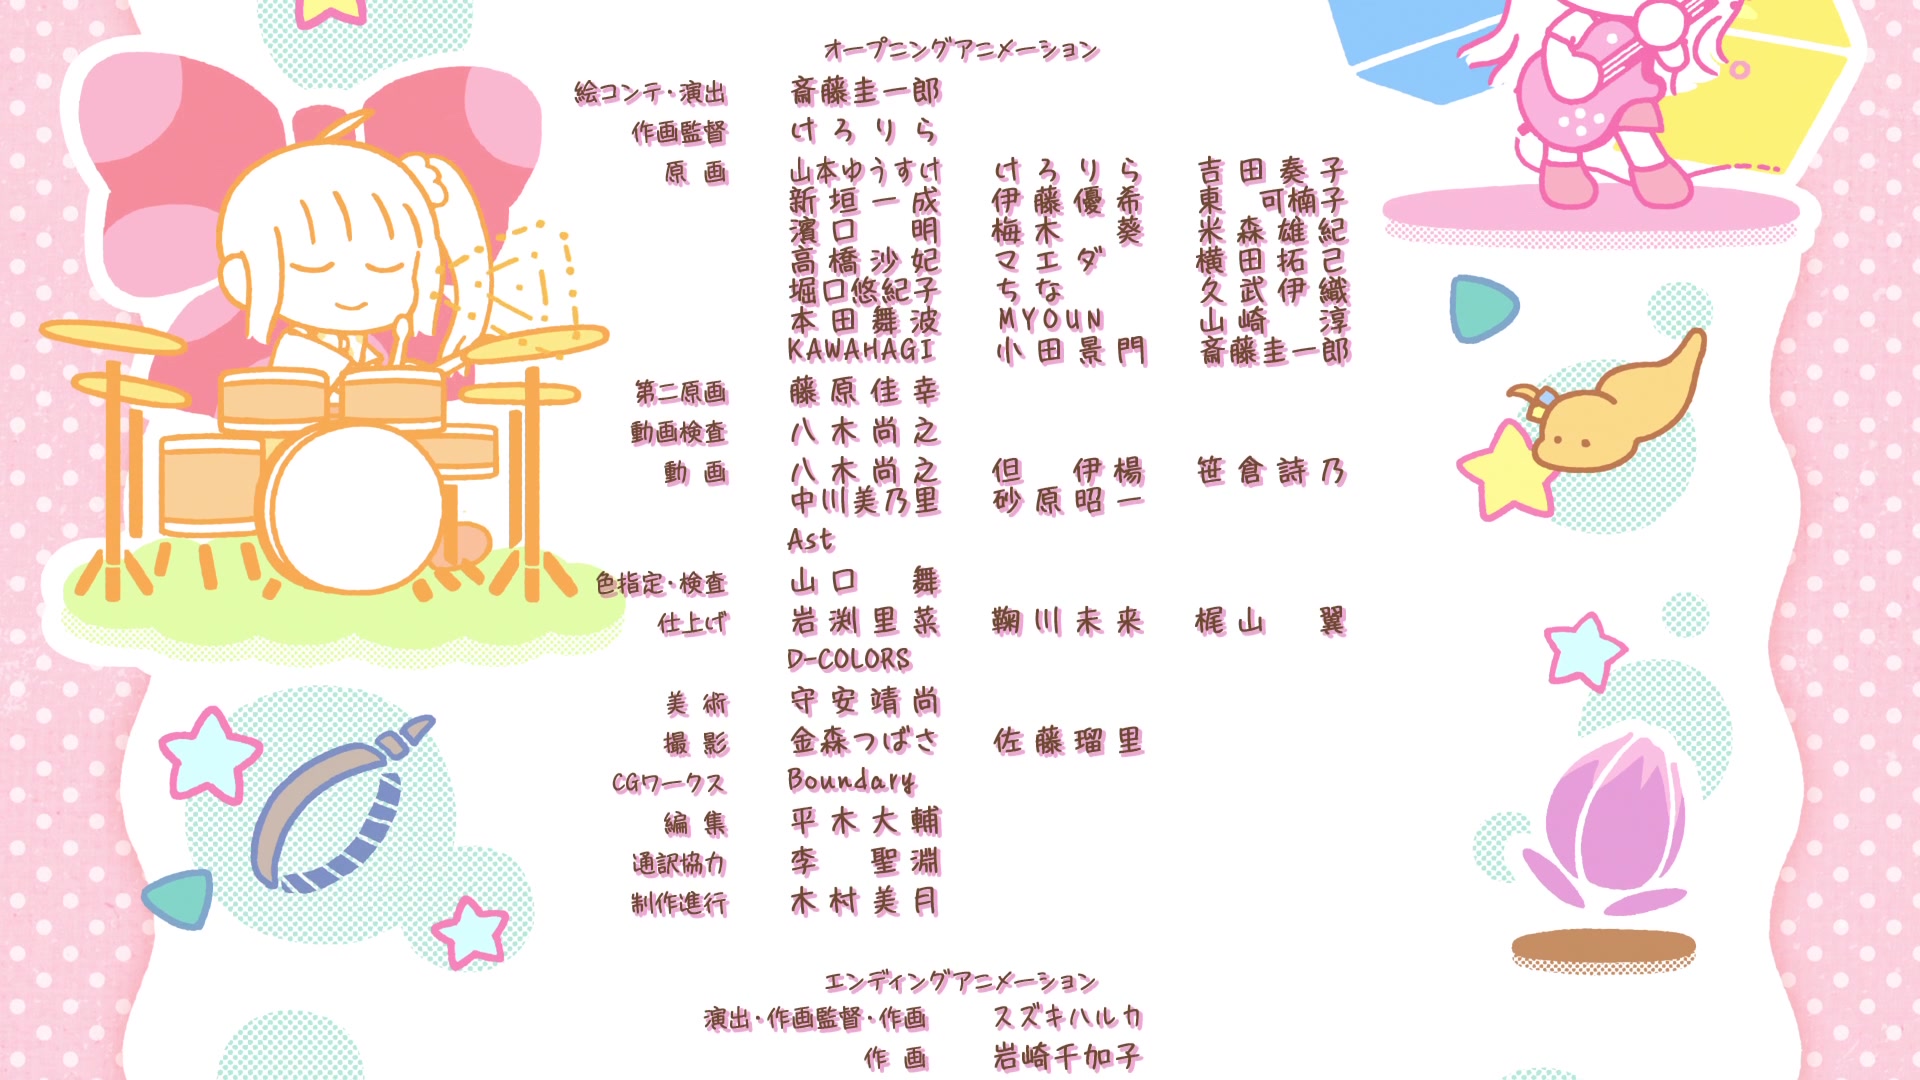 オープニングアニメーション
絵コンテ・演出 斎藤圭一郎
作画監督 けろりら
原画 山本ゆうすけ けろりら 吉田奏子
新垣一成 伊藤優希 東 可楠子
濱口 明 梅木 葵 米森雄紀
高橋沙妃 マエダ 横田拓己
堀口悠紀子 ちな 久武伊織
本田舞波 MYOUN 山崎 淳
KAWAHAGI 小田景門 斎藤圭一郎
第二原画 藤原佳幸
動画検査 八木尚之
動画 八木尚之 但 伊楊 笹倉詩乃
中川美乃里 砂原昭一
Ast
色指定・検査 山口 舞
仕上げ 岩渕里菜 鞠川未来 梶山 翼
D-COLORS
美術 守安靖尚
撮影 金森つばさ 佐藤瑠里
CGワークス Boundary
編集 平木大輔
通訳協力 李 聖淵
制作進行 木村美月
エンディングアニメーション
演出・作画監督・作画 スズキハルカ
作画 岩崎千加子